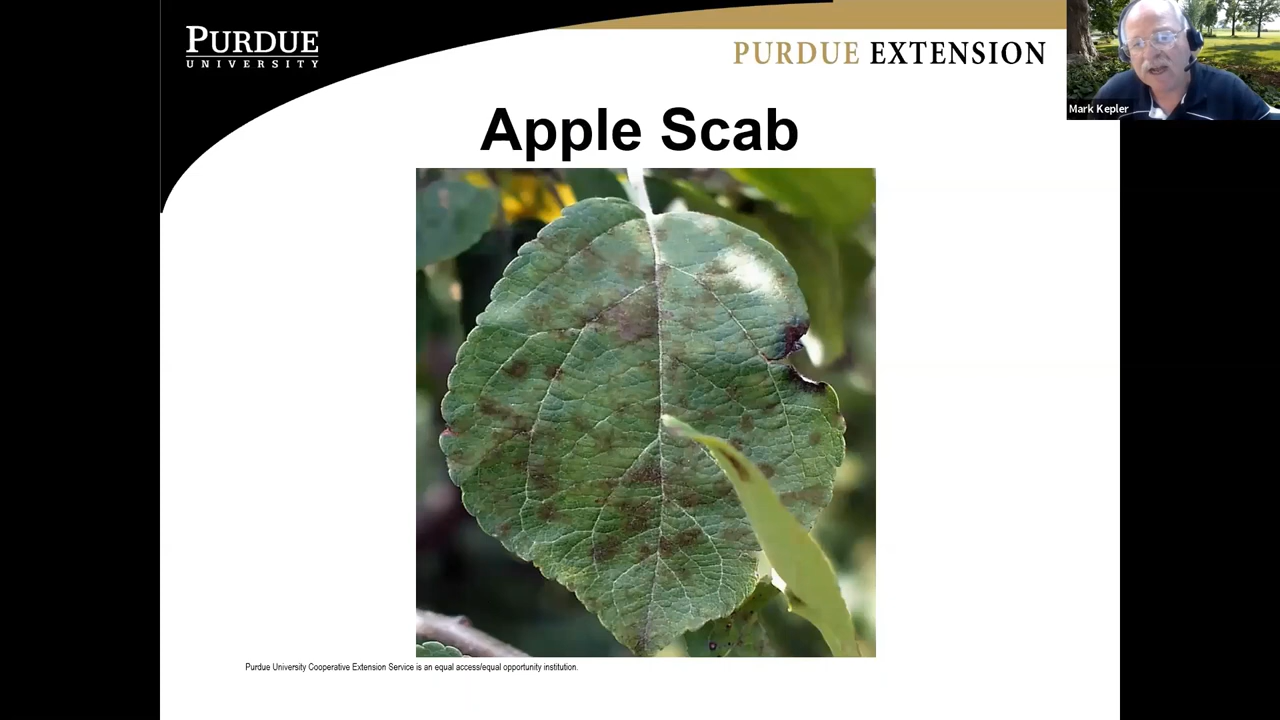 PURDUE
UNIVERSITY
PURDUE EXTENSION
Mark Kepler
Apple Scab
Purdue University Cooperative Extension Service is an equal access/equal opportunity institution.